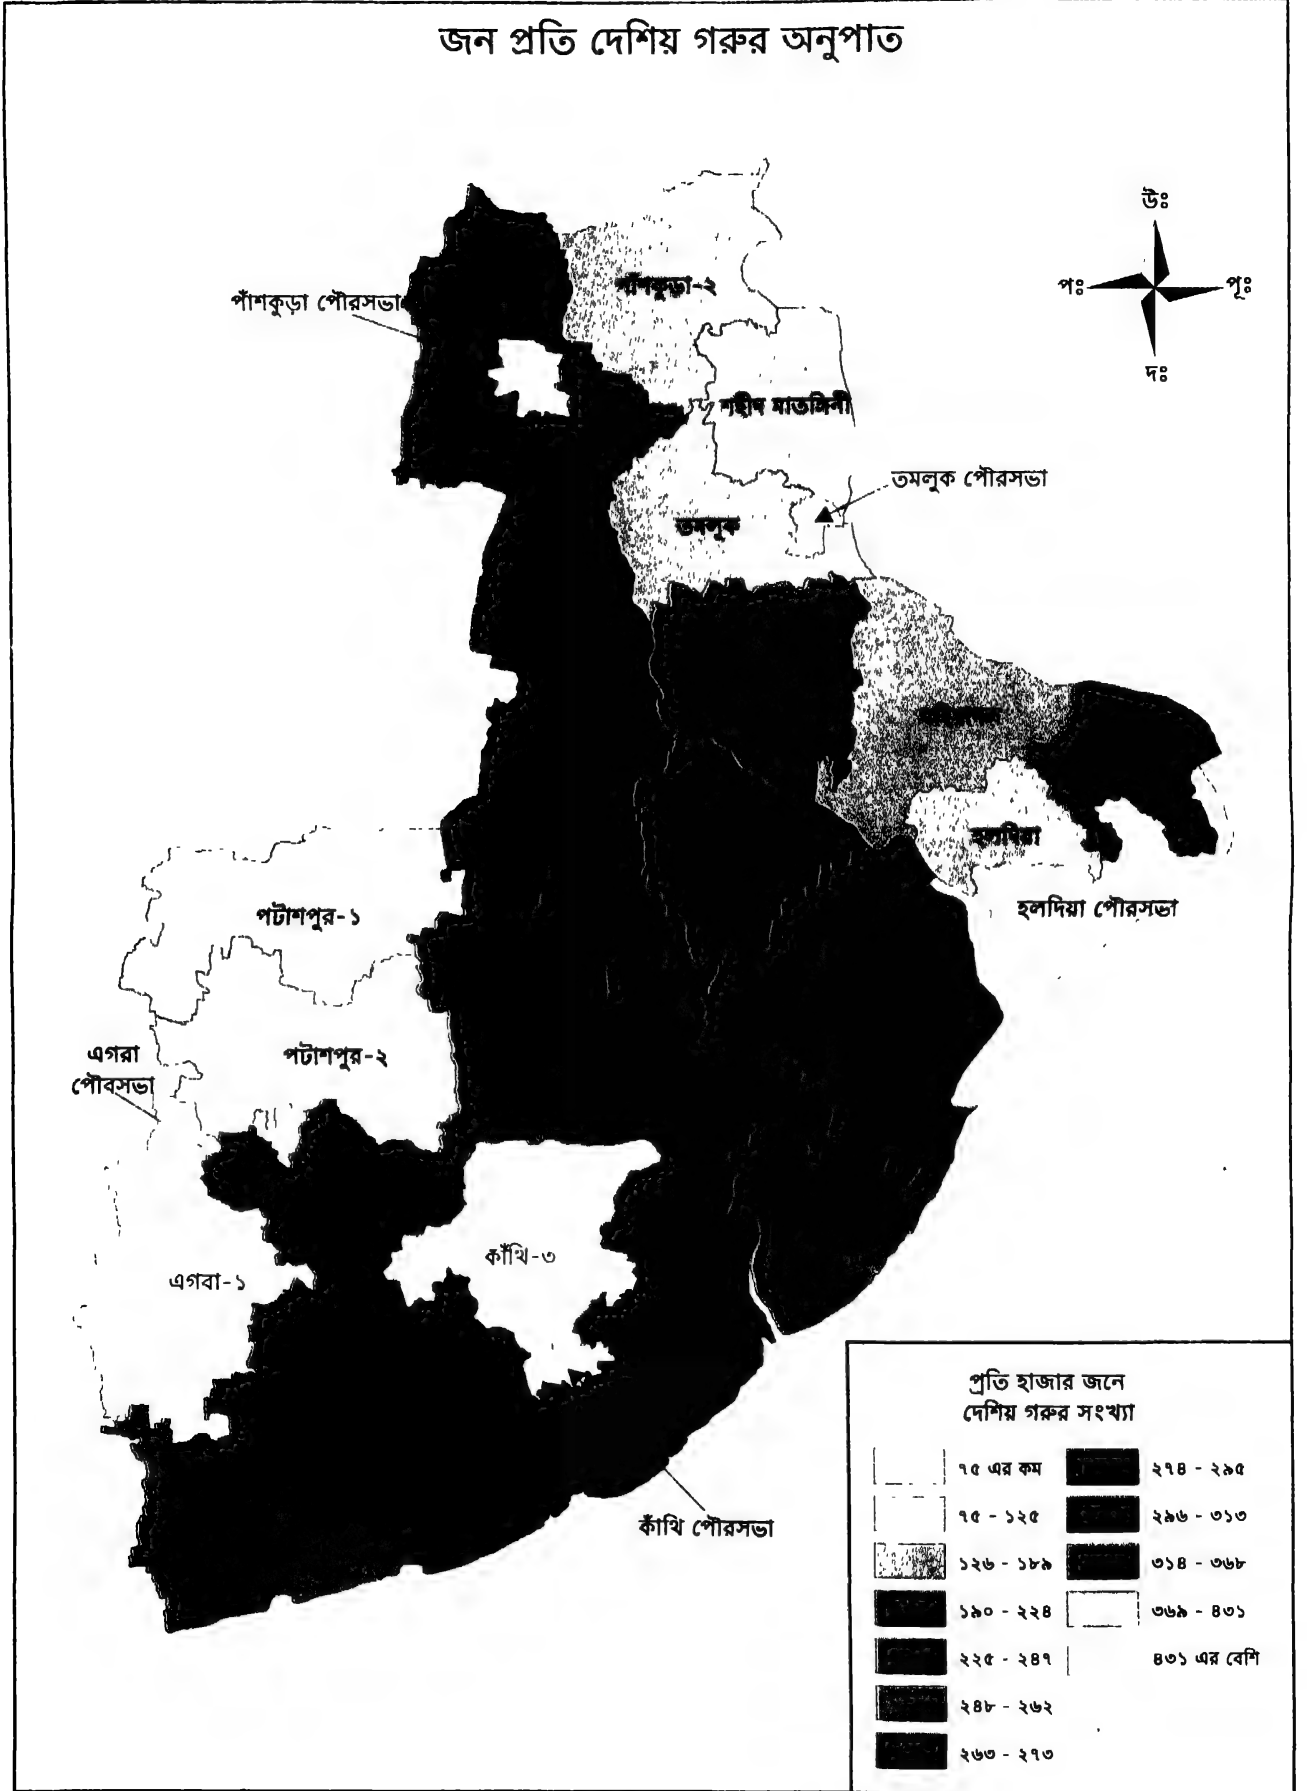 জন প্রতি দেশিয় গরুর অনুপাত
উঃ
পঃ
পূঃ
দঃ
পাঁশকুড়া-২
পাঁশকুড়া পৌরসভা
শহীদ মাতঙ্গিনী
তমলুক পৌরসভা
তমলুক
হলদিয়া
হলদিয়া পৌরসভা
পটাশপুর-১
পটাশপুর-২
এগরা
পৌবসভা
কাঁথি-৩
এগবা-১
কাঁথি পৌরসভা
প্রতি হাজার জনে
দেশিয় গরুর সংখ্যা
৭৫ এর কম
৭৫ - ১২৫
১২৬ - ১৮৯
১৯০ - ২২৪
২২৫ - ২৪৭
২৪৮ - ২৬২
২৬৩ - ২৭৩
২৭৪ - ২৯৫
২৯৬ - ৩১৩
৩১৪ - ৩৬৮
৩৬৯ - ৪৩১
৪৩১ এর বেশি